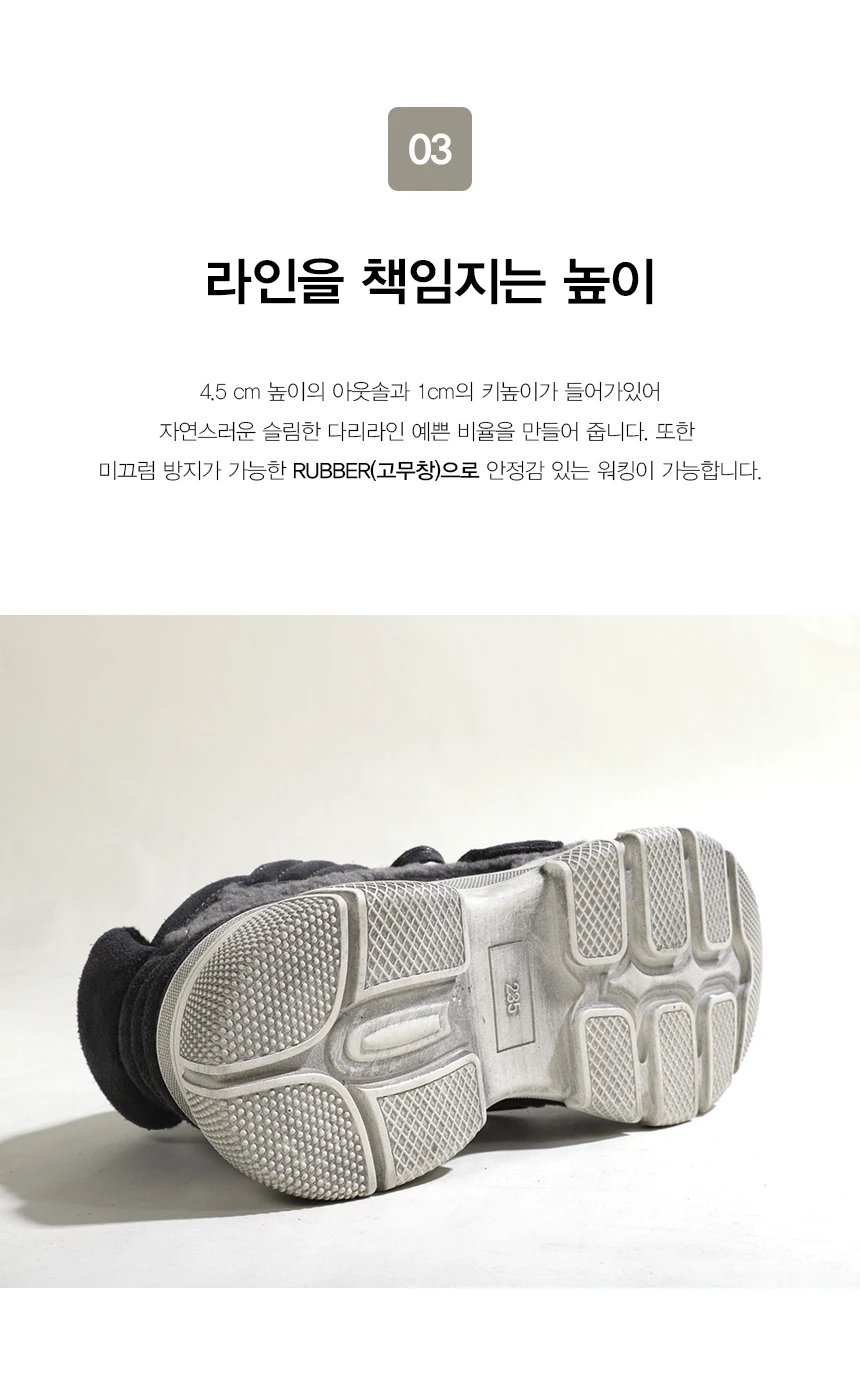 03
라인을 책임지는 높이
4.5 cm 높이의 아웃솔과 1cm의 키높이가 들어가있어
자연스러운 슬림한 다리라인 예쁜 비율을 만들어 줍니다. 또한
미끄럼 방지가 가능한 RUBBER(고무창)으로 안정감 있는 워킹이 가능합니다.
235